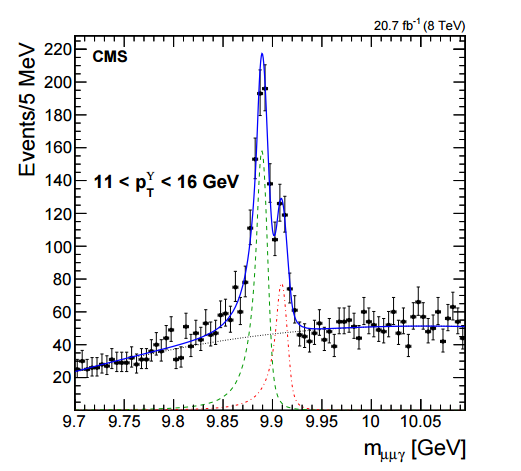 20.7 fb⁻¹ (8 TeV)
CMS
11 < p_T^Υ < 16 GeV
Events/5 MeV
220
200
180
160
140
120
100
80
60
40
20
9.7 9.75 9.8 9.85 9.9 9.95 10 10.05
m_μμγ [GeV]